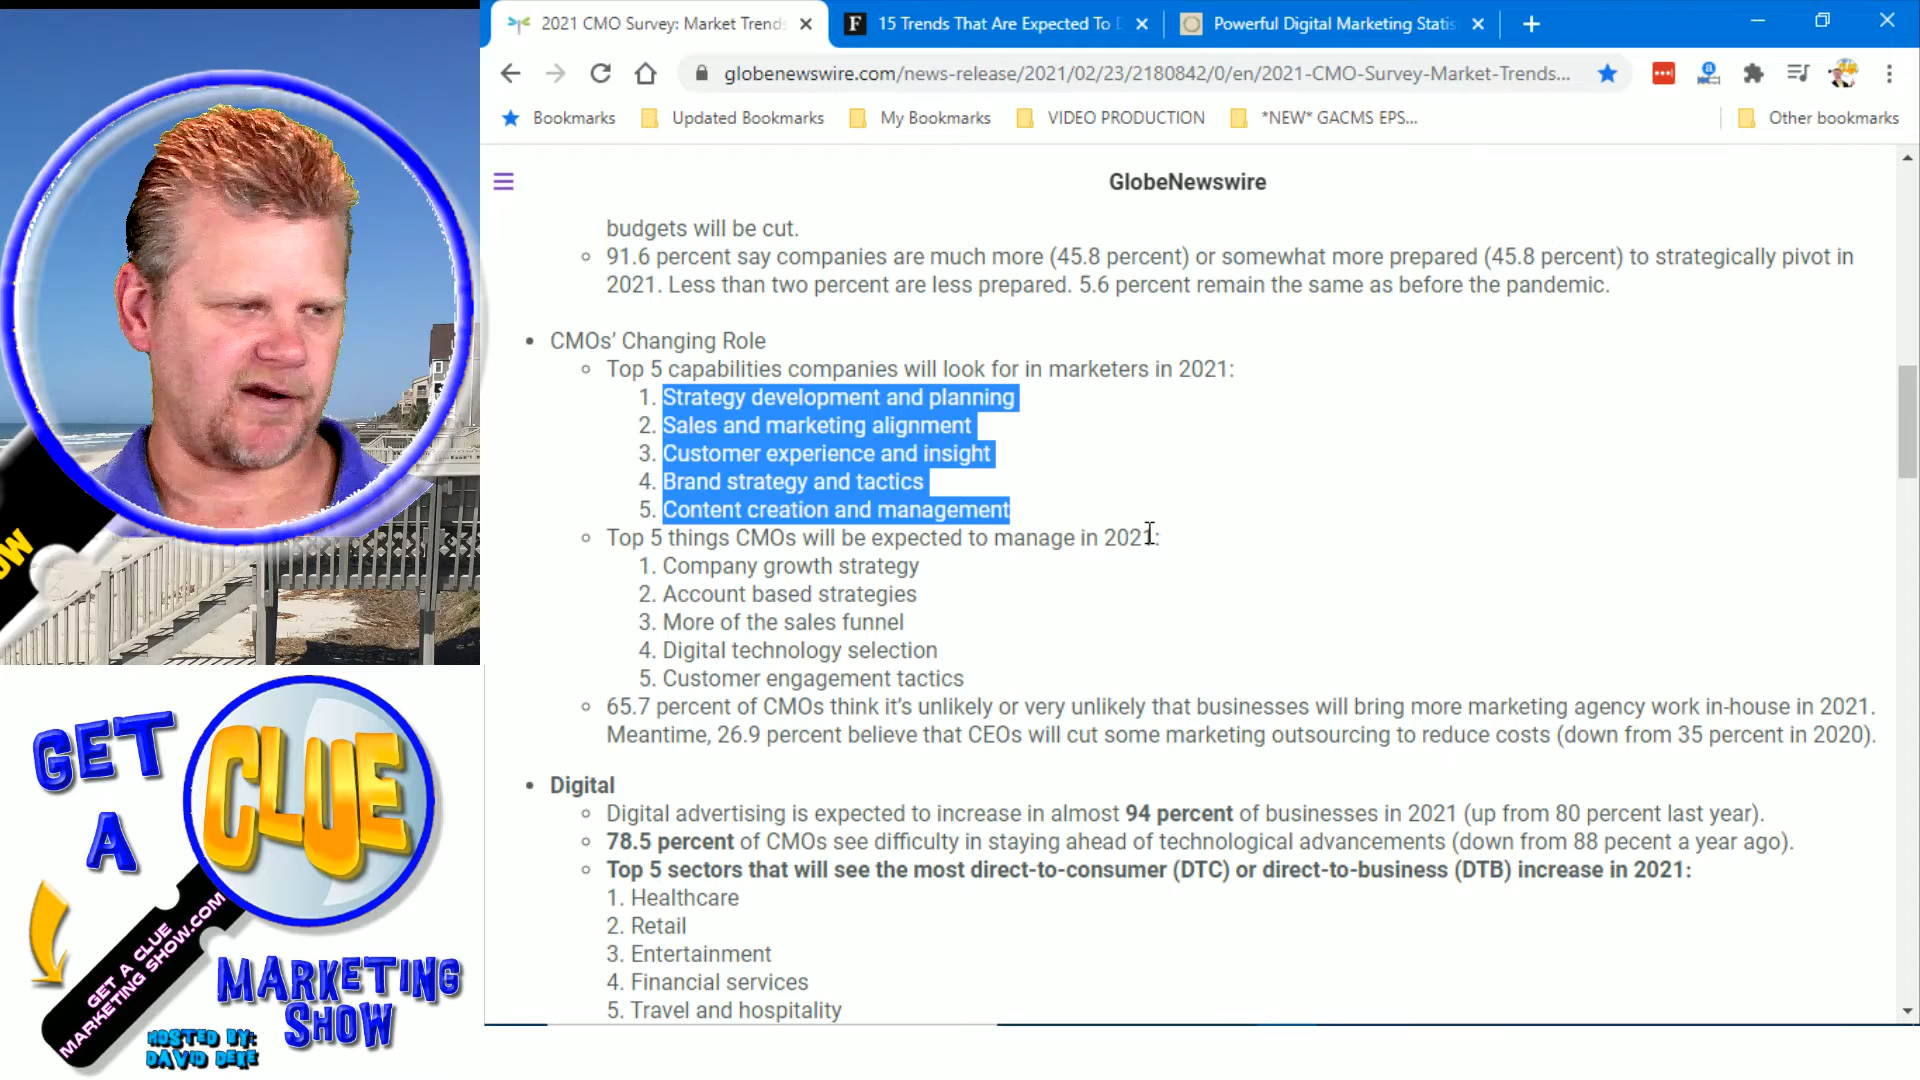 2021 CMO Survey: Market Trends
15 Trends That Are Expected To D
Powerful Digital Marketing Statis
globenewswire.com/news-release/2021/02/23/2180842/0/en/2021-CMO-Survey-Market-Trends...
Bookmarks
Updated Bookmarks
My Bookmarks
VIDEO PRODUCTION
*NEW* GACMS EPS...
Other bookmarks
GlobeNewswire
budgets will be cut.
91.6 percent say companies are much more (45.8 percent) or somewhat more prepared (45.8 percent) to strategically pivot in
2021. Less than two percent are less prepared. 5.6 percent remain the same as before the pandemic.
CMOs’ Changing Role
Top 5 capabilities companies will look for in marketers in 2021:
1. Strategy development and planning
2. Sales and marketing alignment
3. Customer experience and insight
4. Brand strategy and tactics
5. Content creation and management
Top 5 things CMOs will be expected to manage in 2021:
1. Company growth strategy
2. Account based strategies
3. More of the sales funnel
4. Digital technology selection
5. Customer engagement tactics
65.7 percent of CMOs think it’s unlikely or very unlikely that businesses will bring more marketing agency work in-house in 2021.
Meantime, 26.9 percent believe that CEOs will cut some marketing outsourcing to reduce costs (down from 35 percent in 2020).
Digital
Digital advertising is expected to increase in almost 94 percent of businesses in 2021 (up from 80 percent last year).
78.5 percent of CMOs see difficulty in staying ahead of technological advancements (down from 88 pecent a year ago).
Top 5 sectors that will see the most direct-to-consumer (DTC) or direct-to-business (DTB) increase in 2021:
1. Healthcare
2. Retail
3. Entertainment
4. Financial services
5. Travel and hospitality
GET
A
CLUE
MARKETING
SHOW
HOSTED BY:
DAVID DEKE
GET A CLUE
MARKETING SHOW.COM